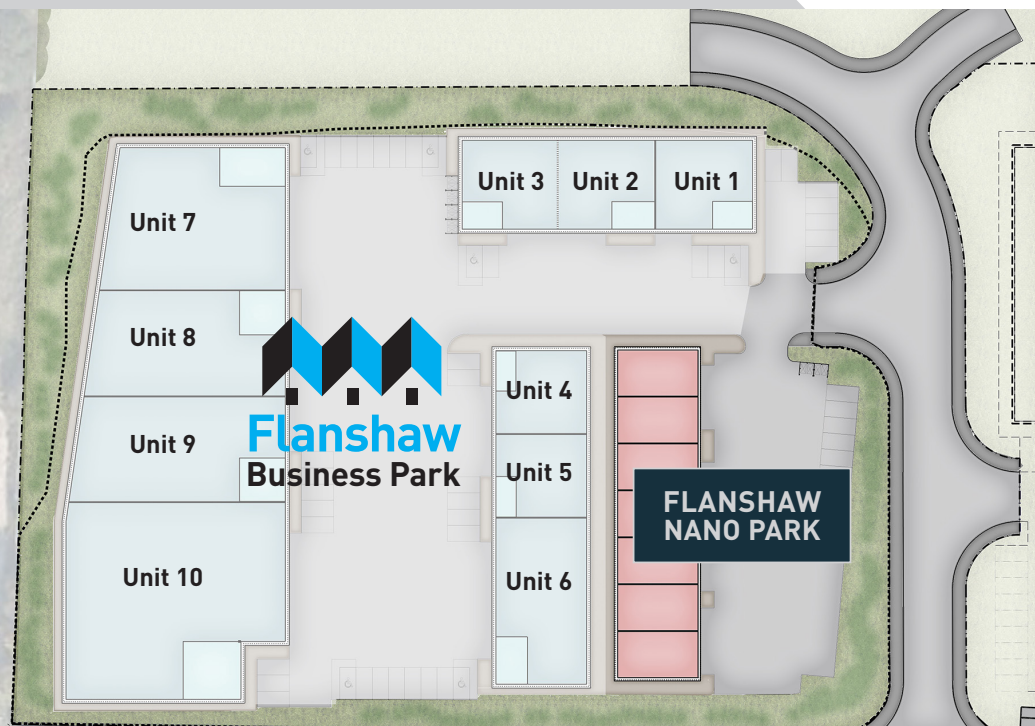 Unit 3
Unit 2
Unit 1
Unit 7
Unit 8
Unit 9
Unit 10
Flanshaw
Business Park
Unit 4
Unit 5
Unit 6
FLANSHAW
NANO PARK